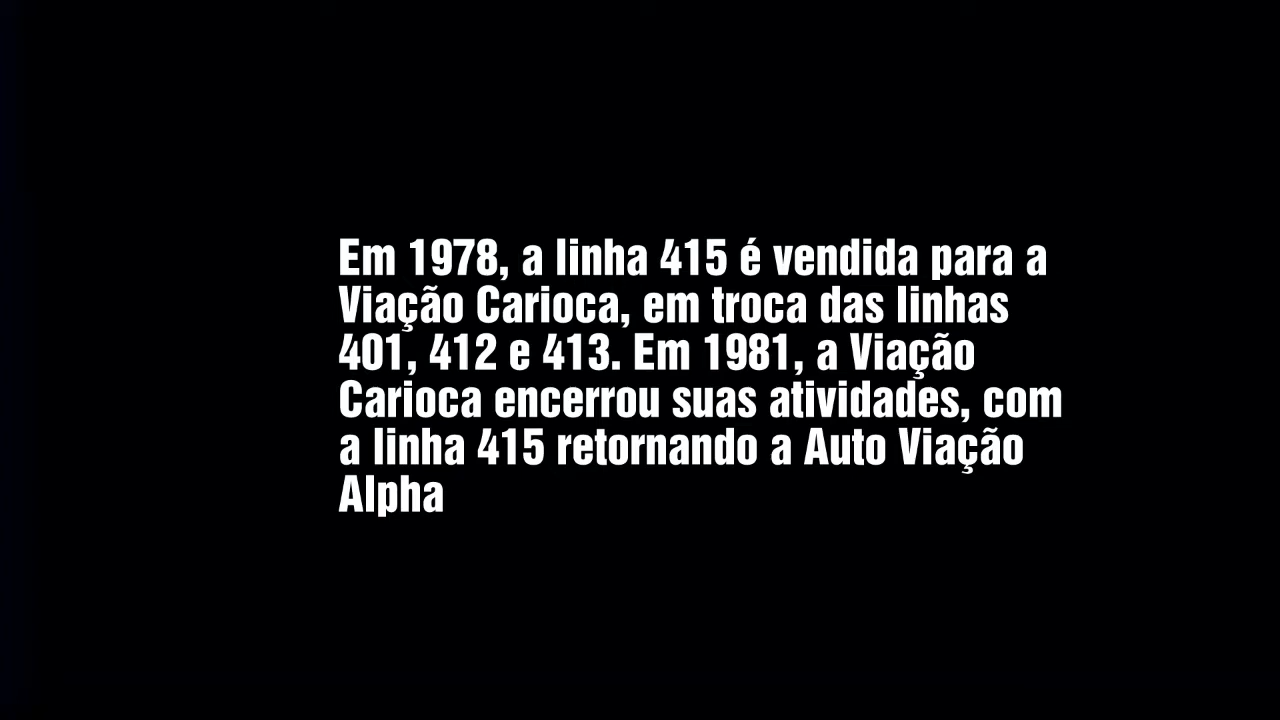 Em 1978, a linha 415 é vendida para a
Viação Carioca, em troca das linhas
401, 412 e 413. Em 1981, a Viação
Carioca encerrou suas atividades, com
a linha 415 retornando a Auto Viação
Alpha